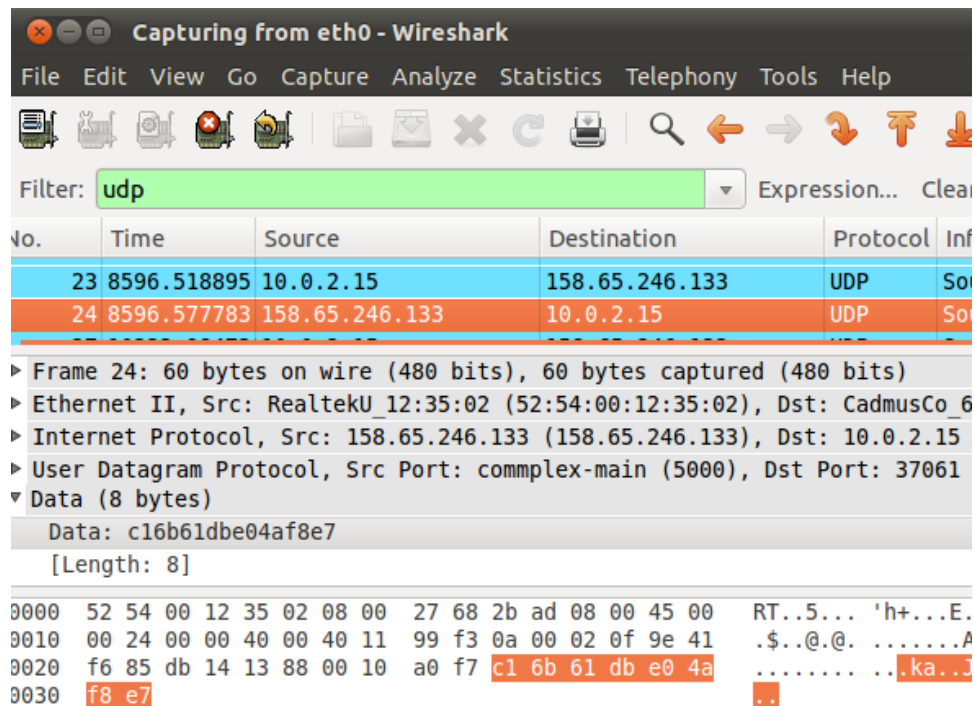 Capturing from eth0 - Wireshark
File Edit View Go Capture Analyze Statistics Telephony Tools Help
Filter: udp Expression... Clear
No. Time Source Destination Protocol Inf
23 8596.518895 10.0.2.15 158.65.246.133 UDP Sou
24 8596.577783 158.65.246.133 10.0.2.15 UDP Sou
Frame 24: 60 bytes on wire (480 bits), 60 bytes captured (480 bits)
Ethernet II, Src: RealtekU_12:35:02 (52:54:00:12:35:02), Dst: CadmusCo_6
Internet Protocol, Src: 158.65.246.133 (158.65.246.133), Dst: 10.0.2.15
User Datagram Protocol, Src Port: commplex-main (5000), Dst Port: 37061
Data (8 bytes)
Data: c16b61dbe04af8e7
[Length: 8]
0000 52 54 00 12 35 02 08 00 27 68 2b ad 08 00 45 00 RT..5... 'h+...E.
0010 00 24 00 00 40 00 40 11 99 f3 0a 00 02 0f 9e 41 .$..@.@. .......A
0020 f6 85 db 14 13 88 00 10 a0 f7 c1 6b 61 db e0 4a ........ ...ka..J
0030 f8 e7 ..